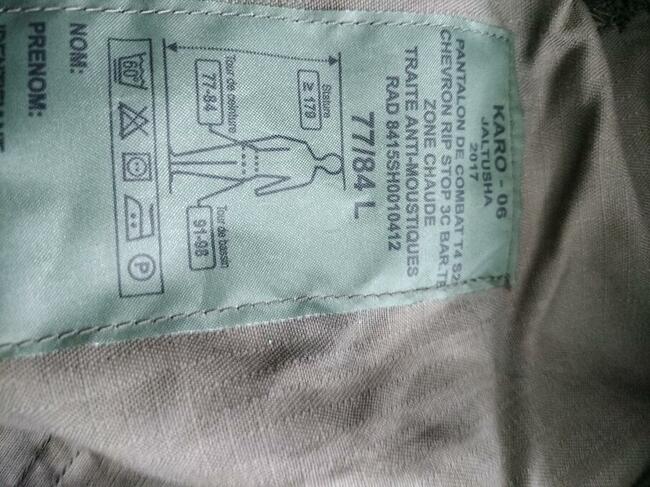 KARO - 06
JALTUSHA
2017
PANTALON DE COMBAT T4 S2
CHEVRON RIP STOP 3C BAR.TE
ZONE CHAUDE
TRAITE ANTI-MOUSTIQUES
RAD 8415SH0010412
77/84 L
Stature
≥ 179
Tour de ceinture
77-84
Tour de bassin
91-98
60°
P
NOM:
PRENOM: